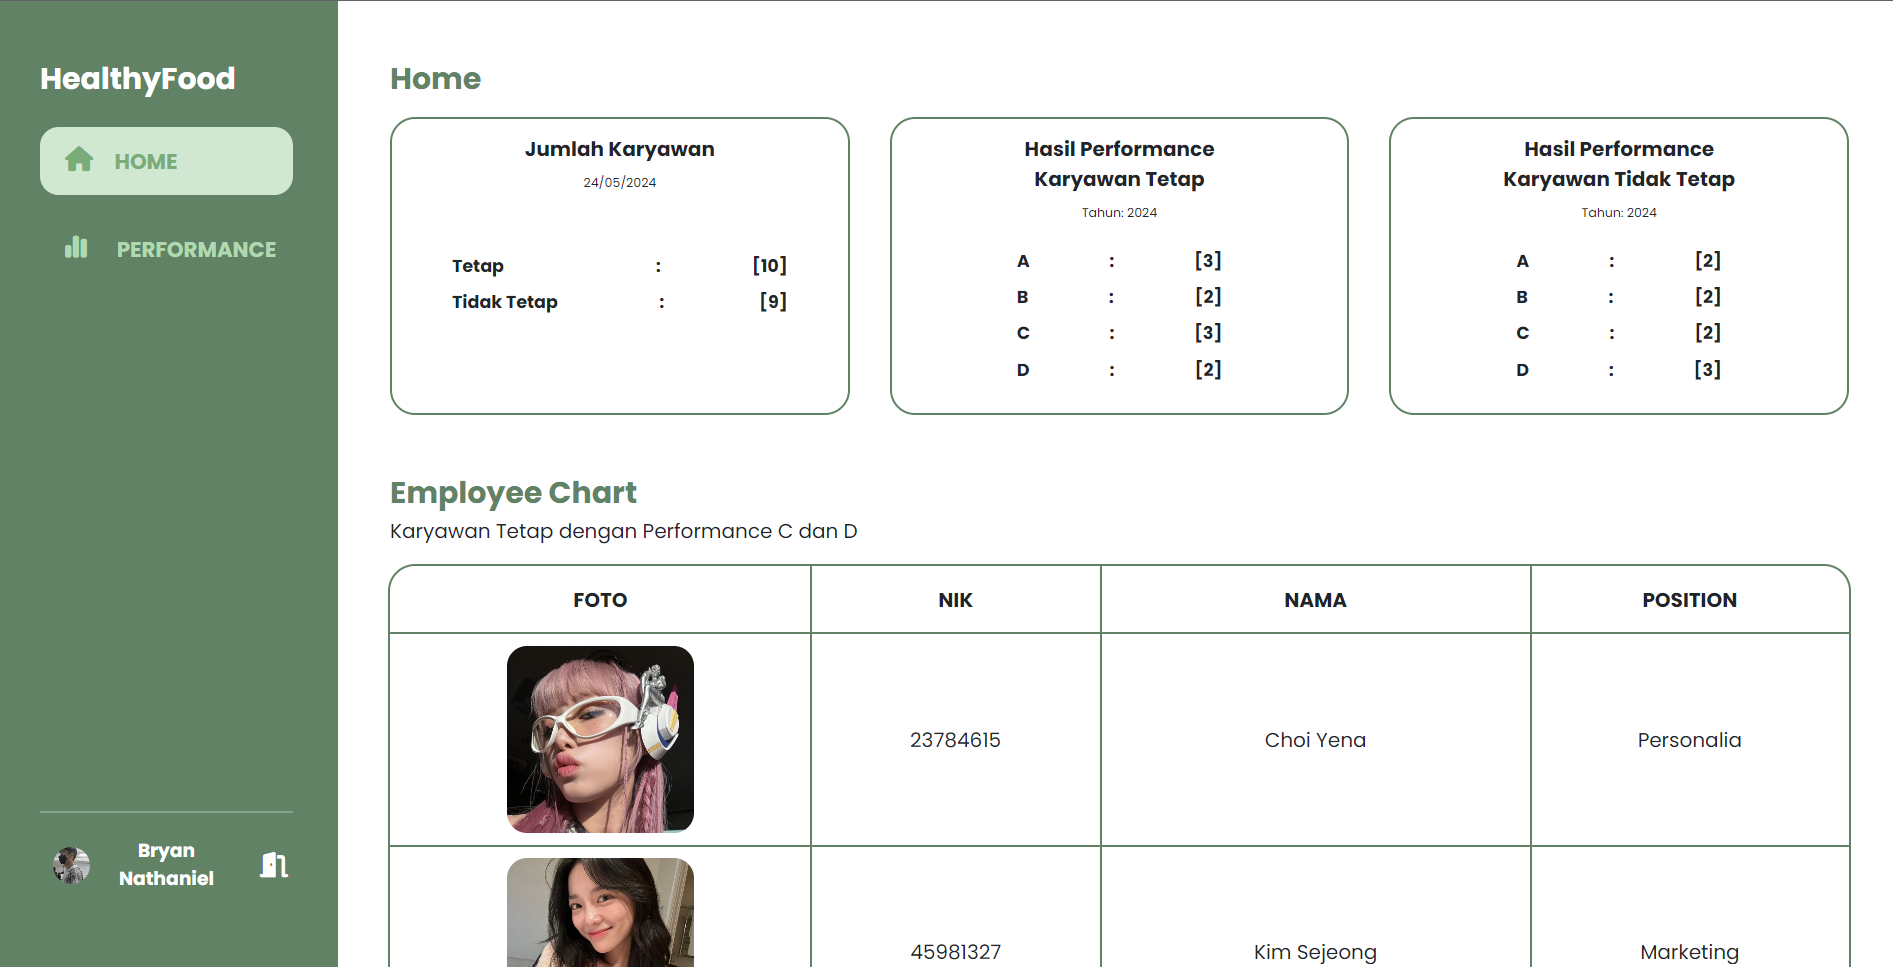 HealthyFood
HOME
PERFORMANCE
Bryan
Nathaniel
Home
Jumlah Karyawan
24/05/2024
Tetap : [10]
Tidak Tetap : [9]
Hasil Performance
Karyawan Tetap
Tahun: 2024
A : [3]
B : [2]
C : [3]
D : [2]
Hasil Performance
Karyawan Tidak Tetap
Tahun: 2024
A : [2]
B : [2]
C : [2]
D : [3]
Employee Chart
Karyawan Tetap dengan Performance C dan D
FOTO NIK NAMA POSITION
23784615 Choi Yena Personalia
45981327 Kim Sejeong Marketing